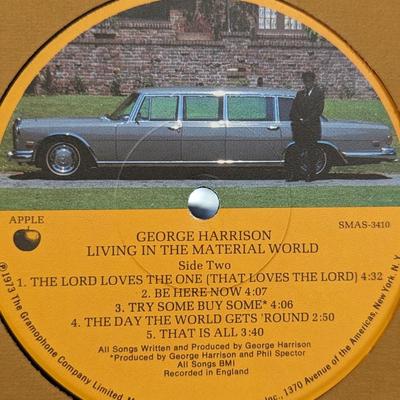 APPLE
SMAS-3410
GEORGE HARRISON
LIVING IN THE MATERIAL WORLD
Side Two
1. THE LORD LOVES THE ONE (THAT LOVES THE LORD) 4:32
2. BE HERE NOW 4:07
3. TRY SOME BUY SOME* 4:06
4. THE DAY THE WORLD GETS 'ROUND 2:50
5. THAT IS ALL 3:40
All Songs Written and Produced by George Harrison
*Produced by George Harrison and Phil Spector
All Songs BMI
Recorded in England
℗1973 The Gramophone Company Limited,
Inc., 1370 Avenue of the Americas, New York, N.Y.